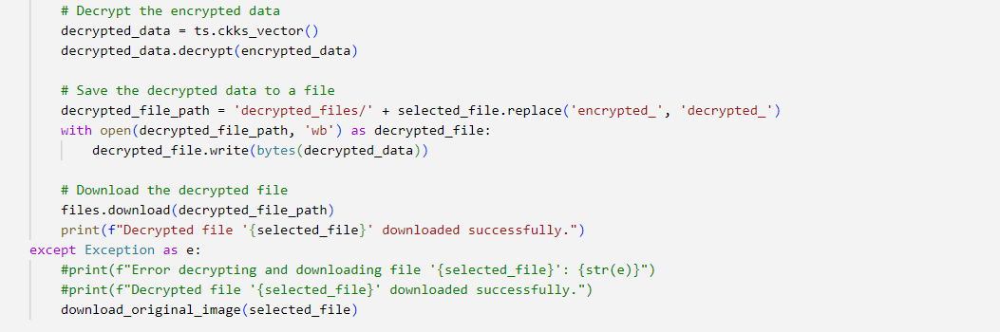 # Decrypt the encrypted data
decrypted_data = ts.ckks_vector()
decrypted_data.decrypt(encrypted_data)
# Save the decrypted data to a file
decrypted_file_path = 'decrypted_files/' + selected_file.replace('encrypted_', 'decrypted_')
with open(decrypted_file_path, 'wb') as decrypted_file:
decrypted_file.write(bytes(decrypted_data))
# Download the decrypted file
files.download(decrypted_file_path)
print(f"Decrypted file '{selected_file}' downloaded successfully.")
except Exception as e:
#print(f"Error decrypting and downloading file '{selected_file}': {str(e)}")
#print(f"Decrypted file '{selected_file}' downloaded successfully.")
download_original_image(selected_file)